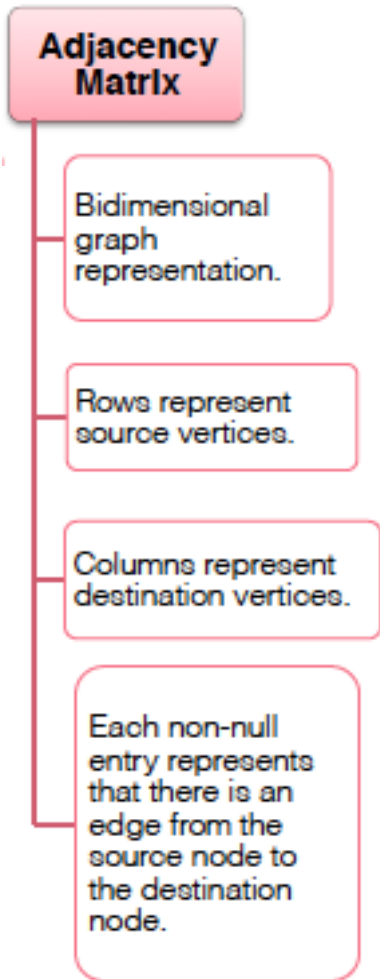 Adjacency
Matrix
Bidimensional
graph
representation.
Rows represent
source vertices.
Columns represent
destination vertices.
Each non-null
entry represents
that there is an
edge from the
source node to
the destination
node.